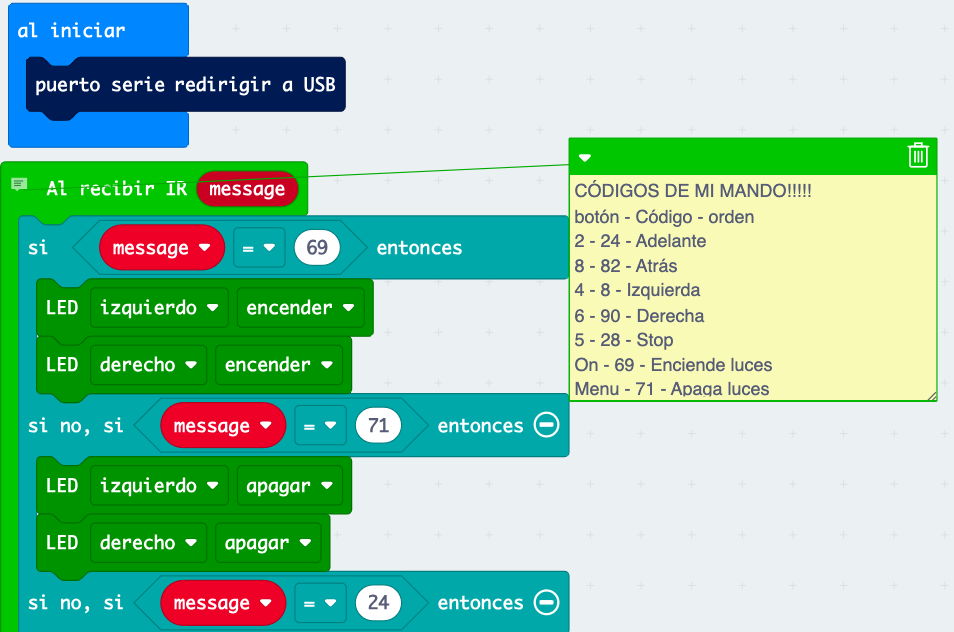 al iniciar
puerto serie redirigir a USB
Al recibir IR message
si message = 69 entonces
LED izquierdo encender
LED derecho encender
si no, si message = 71 entonces
LED izquierdo apagar
LED derecho apagar
si no, si message = 24 entonces
CÓDIGOS DE MI MANDO!!!!!
botón - Código - orden
2 - 24 - Adelante
8 - 82 - Atrás
4 - 8 - Izquierda
6 - 90 - Derecha
5 - 28 - Stop
On - 69 - Enciende luces
Menu - 71 - Apaga luces